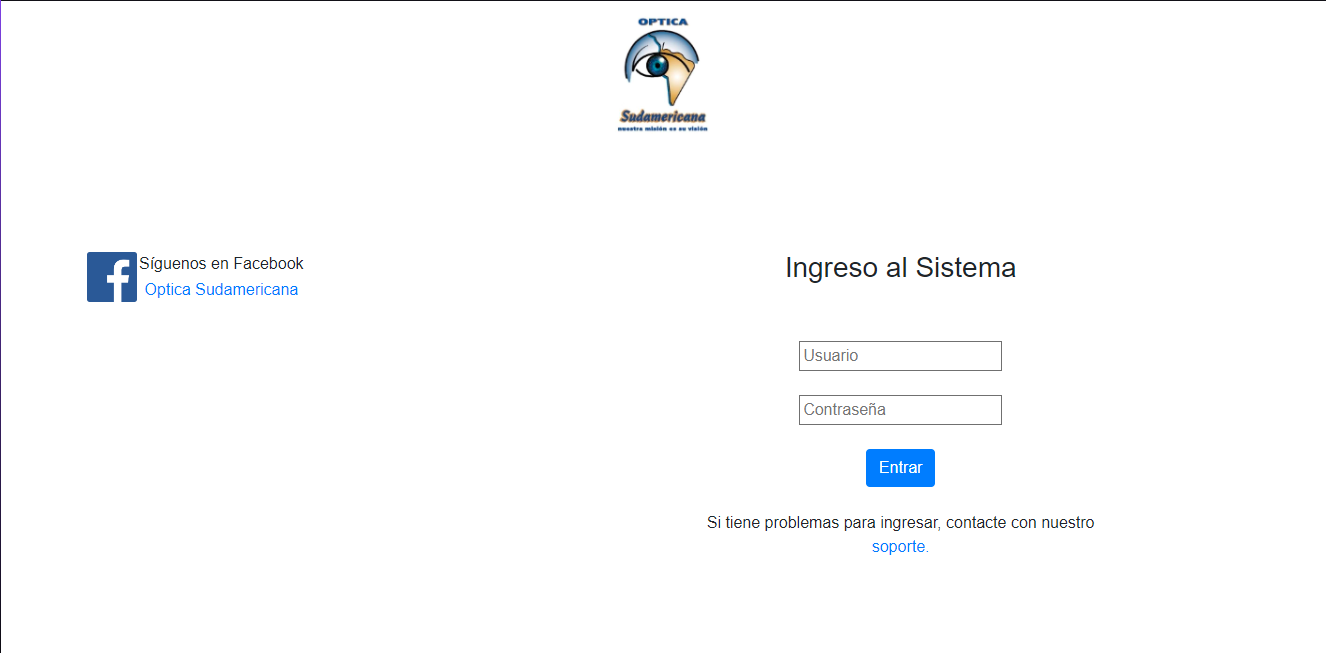 OPTICA
Sudamericana
nuestra misión es su visión
Síguenos en Facebook
Optica Sudamericana
Ingreso al Sistema
Usuario
Contraseña
Entrar
Si tiene problemas para ingresar, contacte con nuestro
soporte.